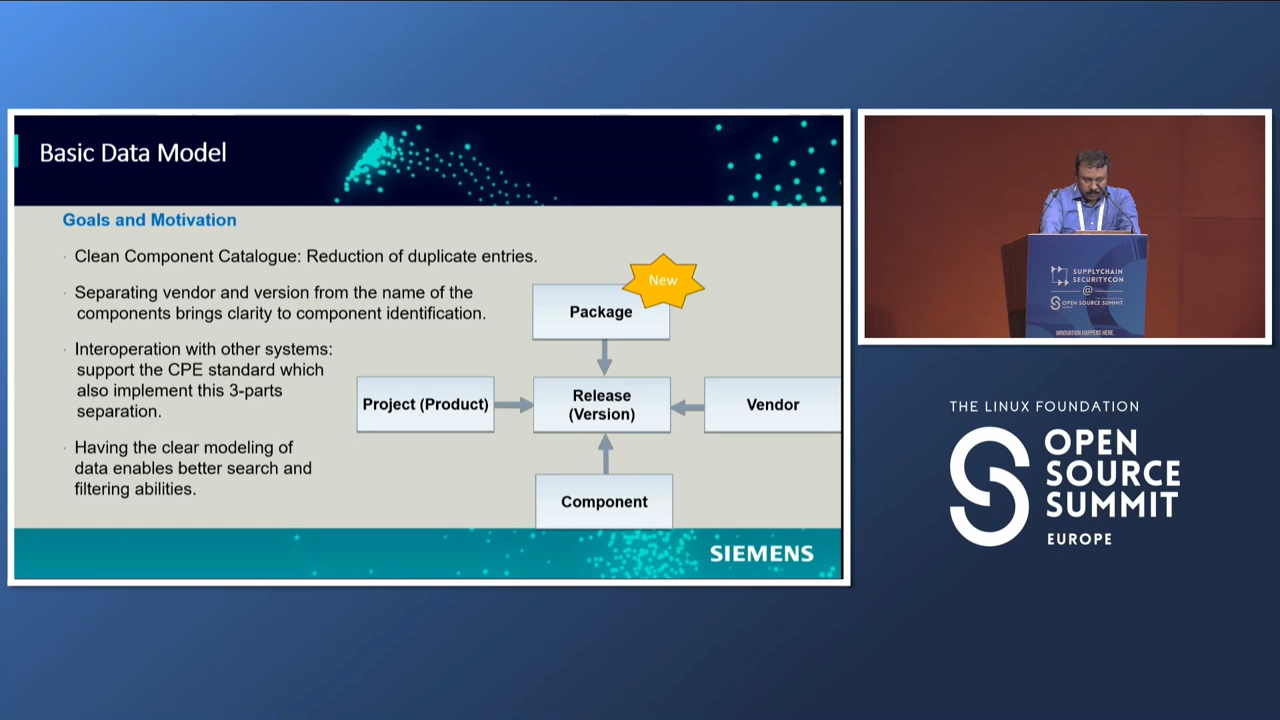 Basic Data Model
Goals and Motivation
· Clean Component Catalogue: Reduction of duplicate entries.
· Separating vendor and version from the name of the
components brings clarity to component identification.
· Interoperation with other systems:
support the CPE standard which
also implement this 3-parts
separation.
· Having the clear modeling of
data enables better search and
filtering abilities.
New
Package
Project (Product)
Release
(Version)
Vendor
Component
SIEMENS
SUPPLYCHAIN
SECURITYCON
@
OPEN SOURCE SUMMIT
INNOVATION HAPPENS HERE.
THE LINUX FOUNDATION
OPEN
SOURCE
SUMMIT
EUROPE